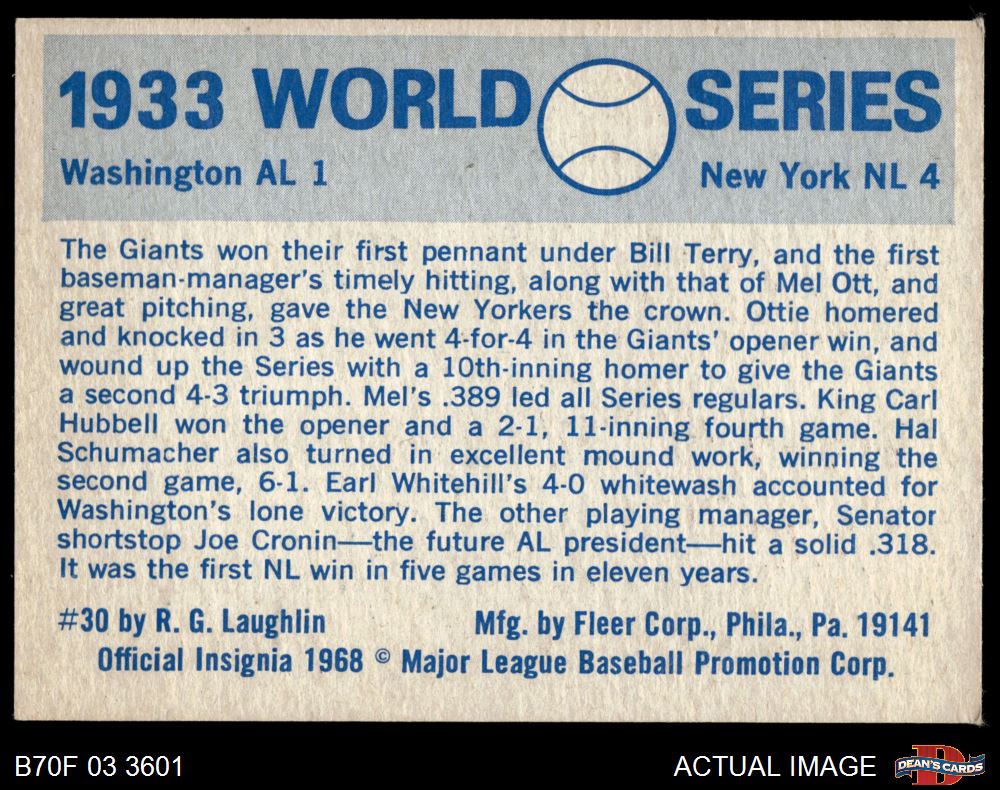 1933 WORLD SERIES
Washington AL 1 New York NL 4
The Giants won their first pennant under Bill Terry, and the first
baseman-manager's timely hitting, along with that of Mel Ott, and
great pitching, gave the New Yorkers the crown. Ottie homered
and knocked in 3 as he went 4-for-4 in the Giants' opener win, and
wound up the Series with a 10th-inning homer to give the Giants
a second 4-3 triumph. Mel's .389 led all Series regulars. King Carl
Hubbell won the opener and a 2-1, 11-inning fourth game. Hal
Schumacher also turned in excellent mound work, winning the
second game, 6-1. Earl Whitehill's 4-0 whitewash accounted for
Washington's lone victory. The other playing manager, Senator
shortstop Joe Cronin—the future AL president—hit a solid .318.
It was the first NL win in five games in eleven years.
#30 by R. G. Laughlin Mfg. by Fleer Corp., Phila., Pa. 19141
Official Insignia 1968 © Major League Baseball Promotion Corp.
B70F 03 3601 ACTUAL IMAGE DEAN'S CARDS